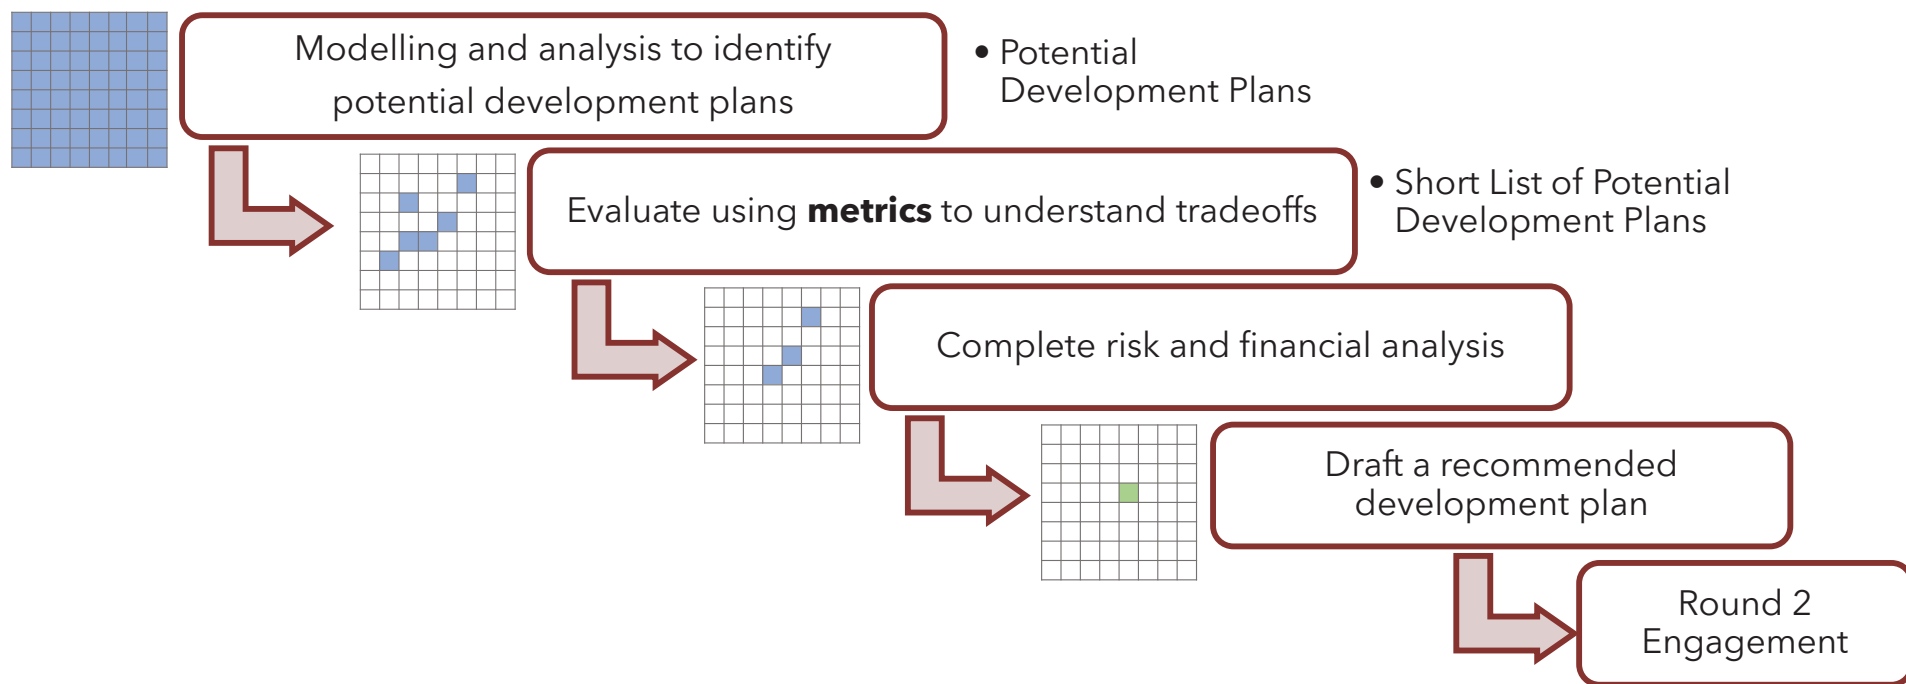 Modelling and analysis to identify
potential development plans
• Potential
Development Plans
Evaluate using metrics to understand tradeoffs
• Short List of Potential
Development Plans
Complete risk and financial analysis
Draft a recommended
development plan
Round 2
Engagement